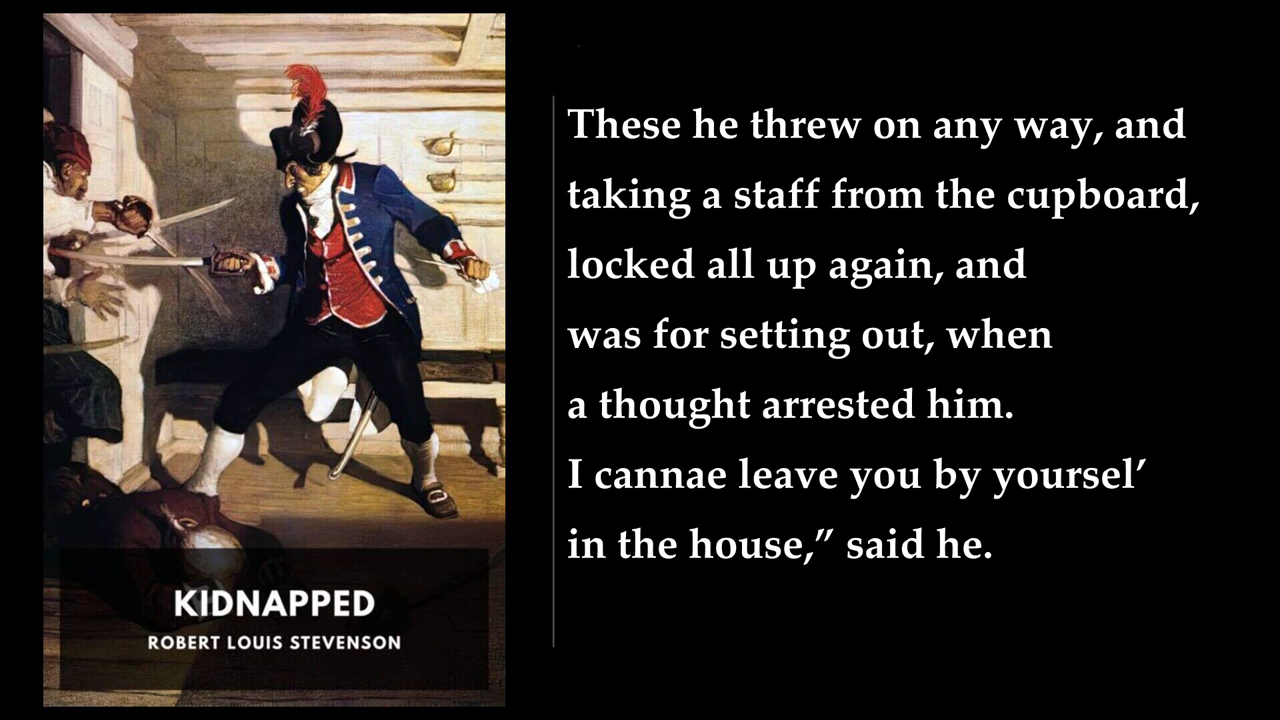 KIDNAPPED
ROBERT LOUIS STEVENSON
These he threw on any way, and
taking a staff from the cupboard,
locked all up again, and
was for setting out, when
a thought arrested him.
I cannae leave you by yoursel’
in the house,” said he.